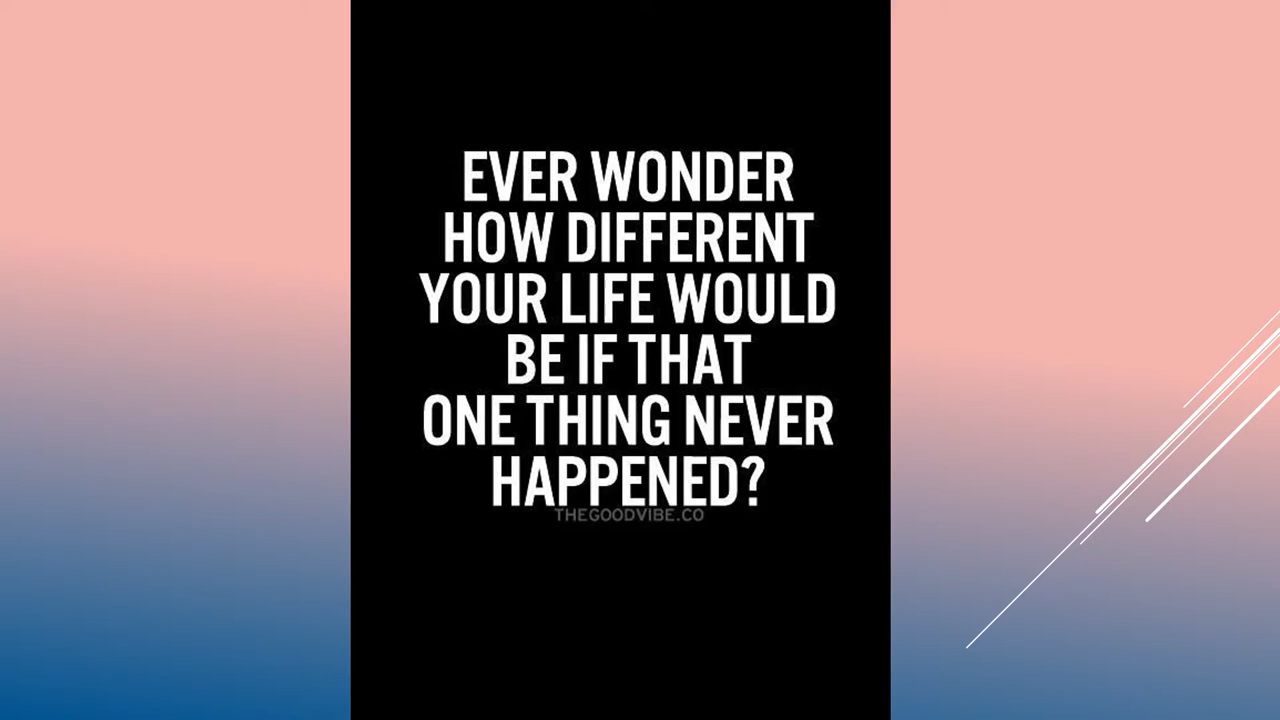 EVER WONDER
HOW DIFFERENT
YOUR LIFE WOULD
BE IF THAT
ONE THING NEVER
HAPPENED?
THEGOODVIBE.CO